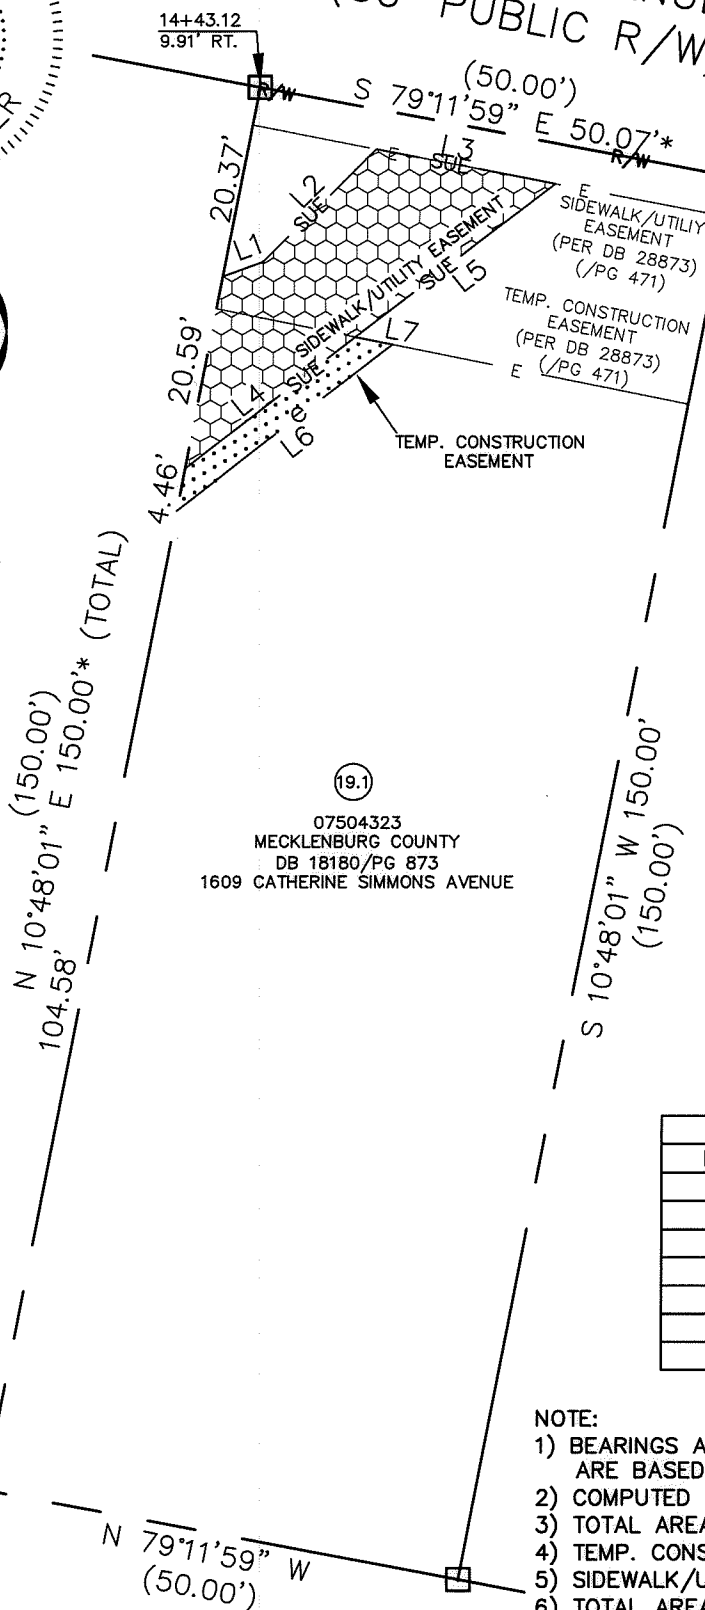 PUBLIC R/W
14+43.12
9.91' RT.
R/W
(50.00')
S 79°11'59" E 50.07'*
R/W
20.37'
L1
L2
SUE
E
L3
SUE
E
SIDEWALK/UTILIY
EASEMENT
(PER DB 28873)
(/PG 471)
SIDEWALK/UTILITY EASEMENT
SUE
L5
TEMP. CONSTRUCTION
EASEMENT
(PER DB 28873)
(/PG 471)
E
20.59'
L7
L4
SUE
e
L6
TEMP. CONSTRUCTION
EASEMENT
4.46'
(150.00')
N 10°48'01" E 150.00'* (TOTAL)
104.58'
19.1
07504323
MECKLENBURG COUNTY
DB 18180/PG 873
1609 CATHERINE SIMMONS AVENUE
S 10°48'01" W 150.00'
(150.00')
N 79°11'59" W
(50.00')
NOTE:
1) BEARINGS A
ARE BASED
2) COMPUTED
3) TOTAL AREA
4) TEMP. CONS
5) SIDEWALK/U
6) TOTAL AREA